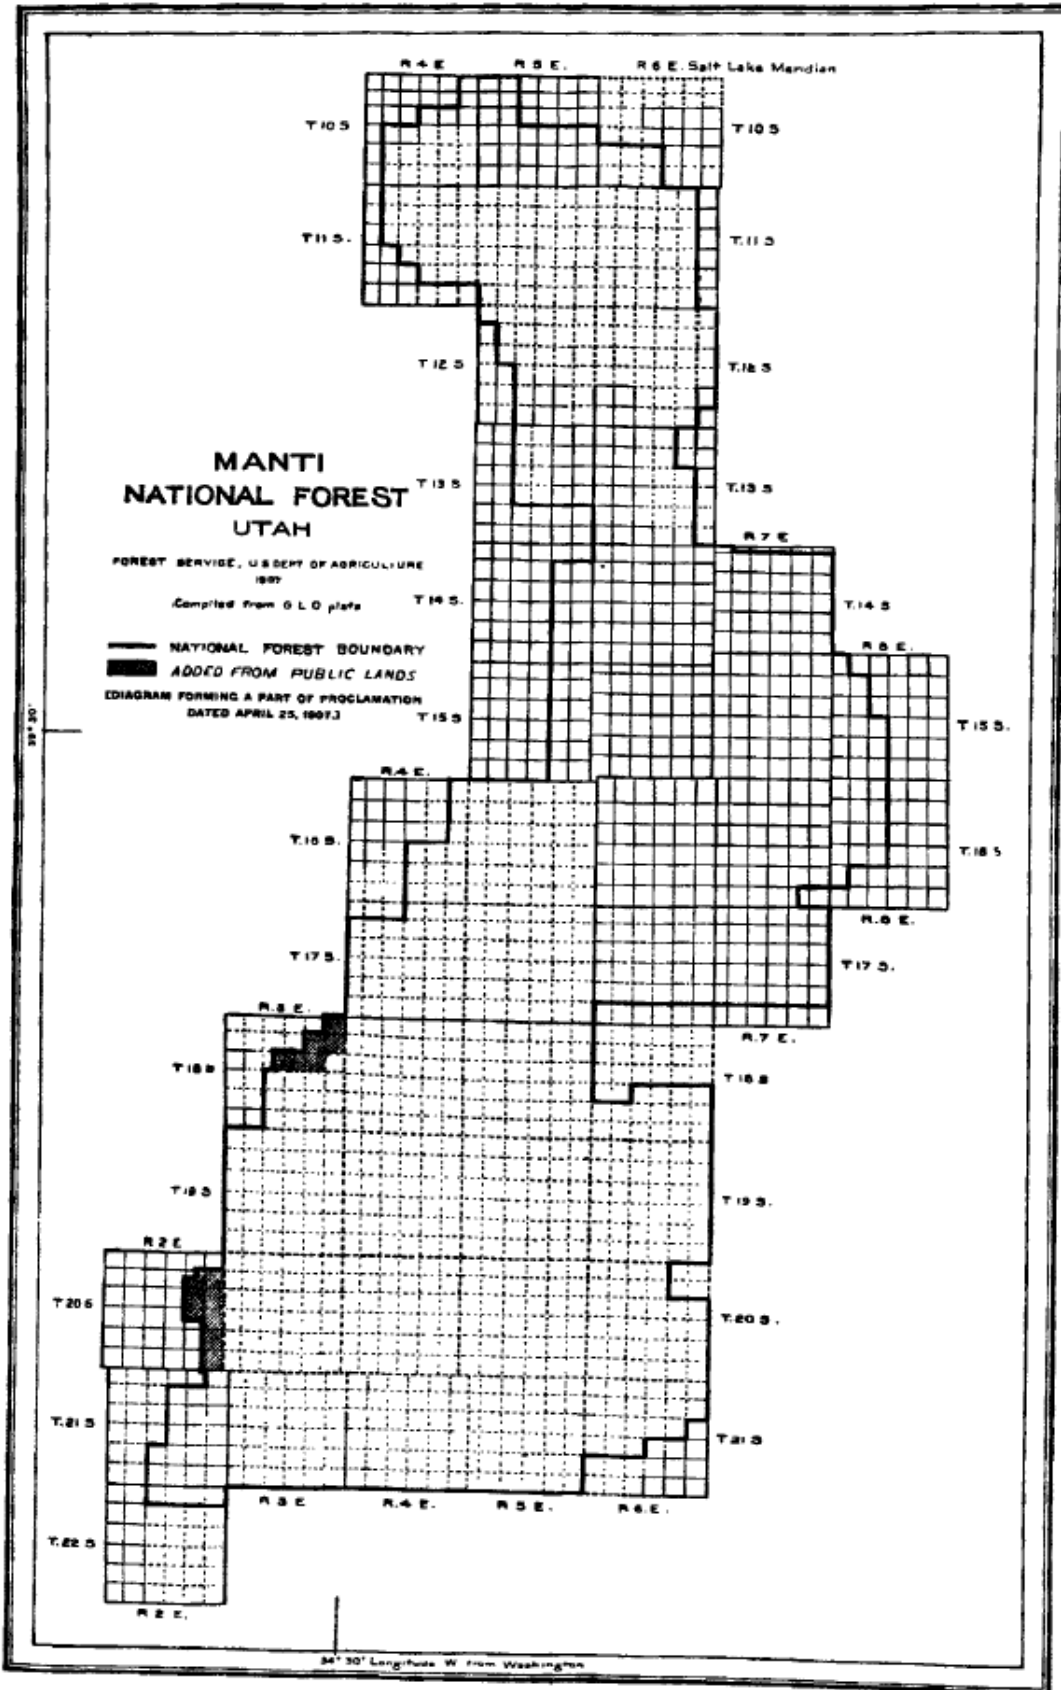 R 4 E R 5 E. R 6 E. Salt Lake Meridian
T 10 S T 10 S
T 11 S. T. 11 S
T 12 S T. 12 S
MANTI
NATIONAL FOREST
UTAH
T 13 S T. 13 S
R 7 E
FOREST SERVICE, U S DEPT OF AGRICULTURE
1907
Compiled from G L O plats
T 14 S. T. 14 S
NATIONAL FOREST BOUNDARY
R 8 E.
ADDED FROM PUBLIC LANDS
[DIAGRAM FORMING A PART OF PROCLAMATION
DATED APRIL 25, 1907.]
T 15 S T 15 S.
39° 30'
R. 4 E.
T. 16 S. T. 16 S
R. 8 E.
T 17 S. T 17 S.
R. 3 E.
R. 7 E.
T 18 S T 18 S
T 19 S T. 19 S.
R 2 E
T 20 S T. 20 S.
T. 21 S T 21 S
R 3 E R. 4 E. R 5 E. R 6 E.
T. 22 S
R 2 E.
34° 30' Longitude W from Washington